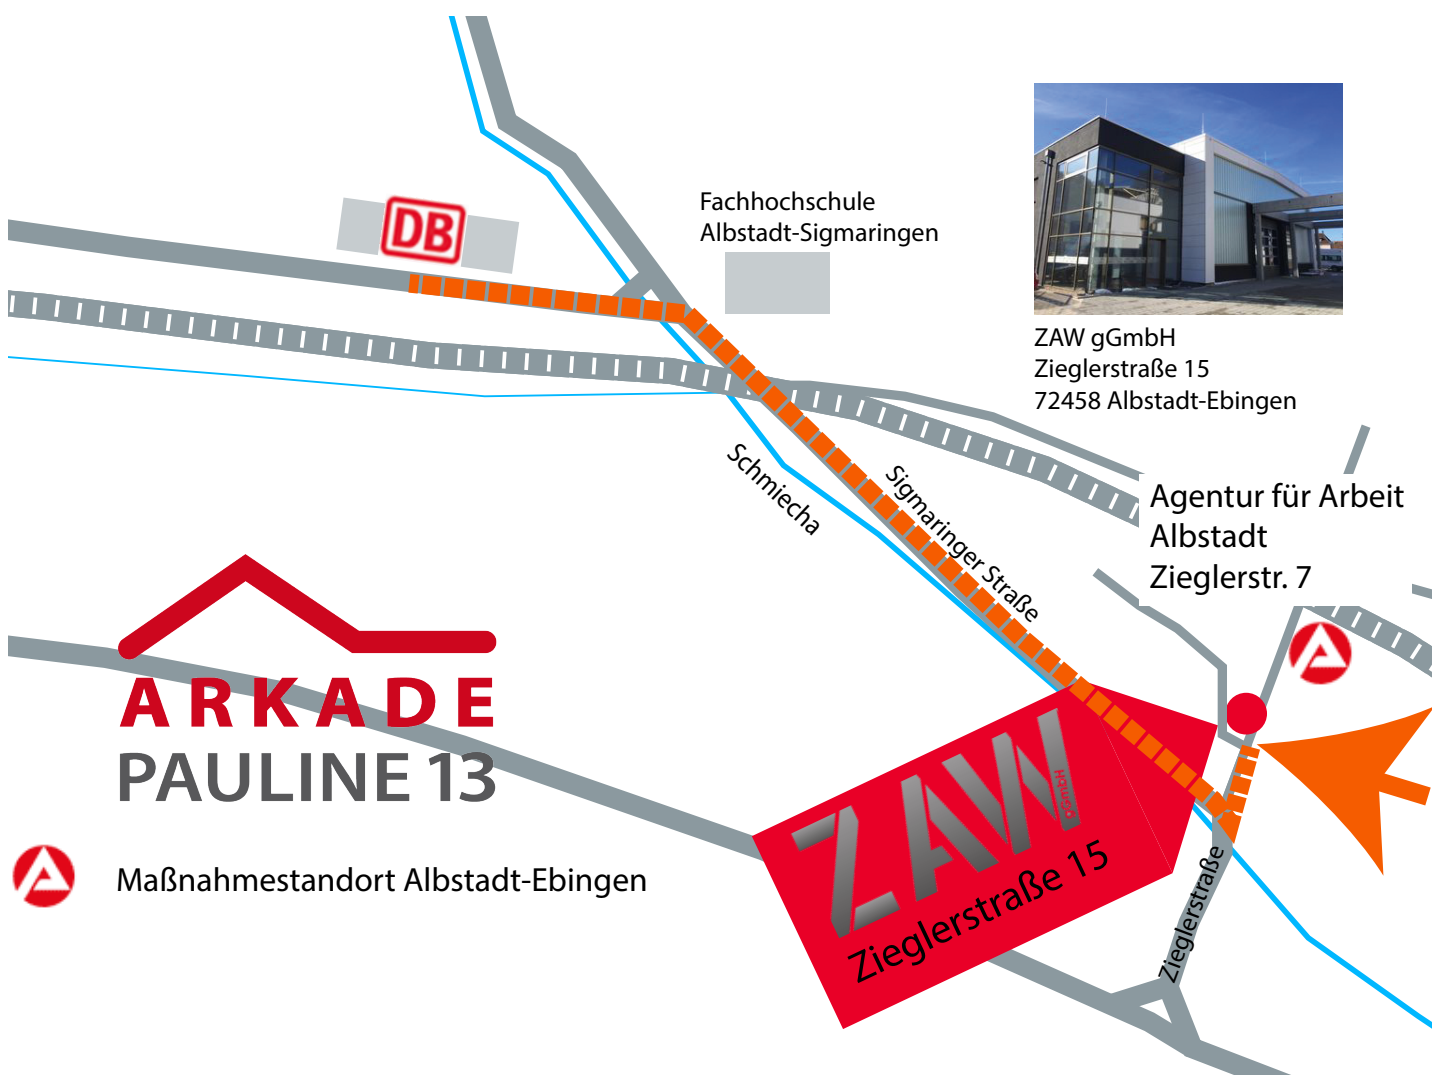 DB
Fachhochschule
Albstadt-Sigmaringen
ZAW gGmbH
Zieglerstraße 15
72458 Albstadt-Ebingen
Schmiecha
Sigmaringer Straße
Agentur für Arbeit
Albstadt
Zieglerstr. 7
ARKADE
PAULINE 13
Maßnahmestandort Albstadt-Ebingen
ZAW gGmbH
Zieglerstraße 15
Zieglerstraße